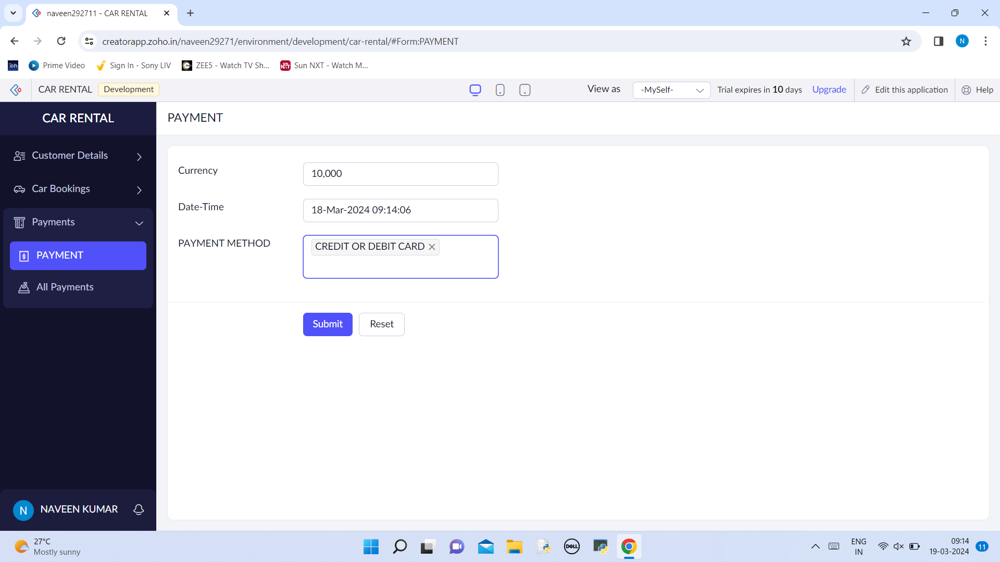 naveen292711 - CAR RENTAL
creatorapp.zoho.in/naveen29271/environment/development/car-rental/#Form:PAYMENT
N
Prime Video
Sign In - Sony LIV
ZEE5 - Watch TV Sh...
SUN NXT
Sun NXT - Watch M...
CAR RENTAL
Development
View as
-MySelf-
Trial expires in 10 days
Upgrade
Edit this application
Help
CAR RENTAL
PAYMENT
Customer Details
Car Bookings
Payments
PAYMENT
All Payments
Currency
10,000
Date-Time
18-Mar-2024 09:14:06
PAYMENT METHOD
CREDIT OR DEBIT CARD
Submit
Reset
N
NAVEEN KUMAR
27°C
Mostly sunny
DELL
ENG
IN
09:14
19-03-2024
11